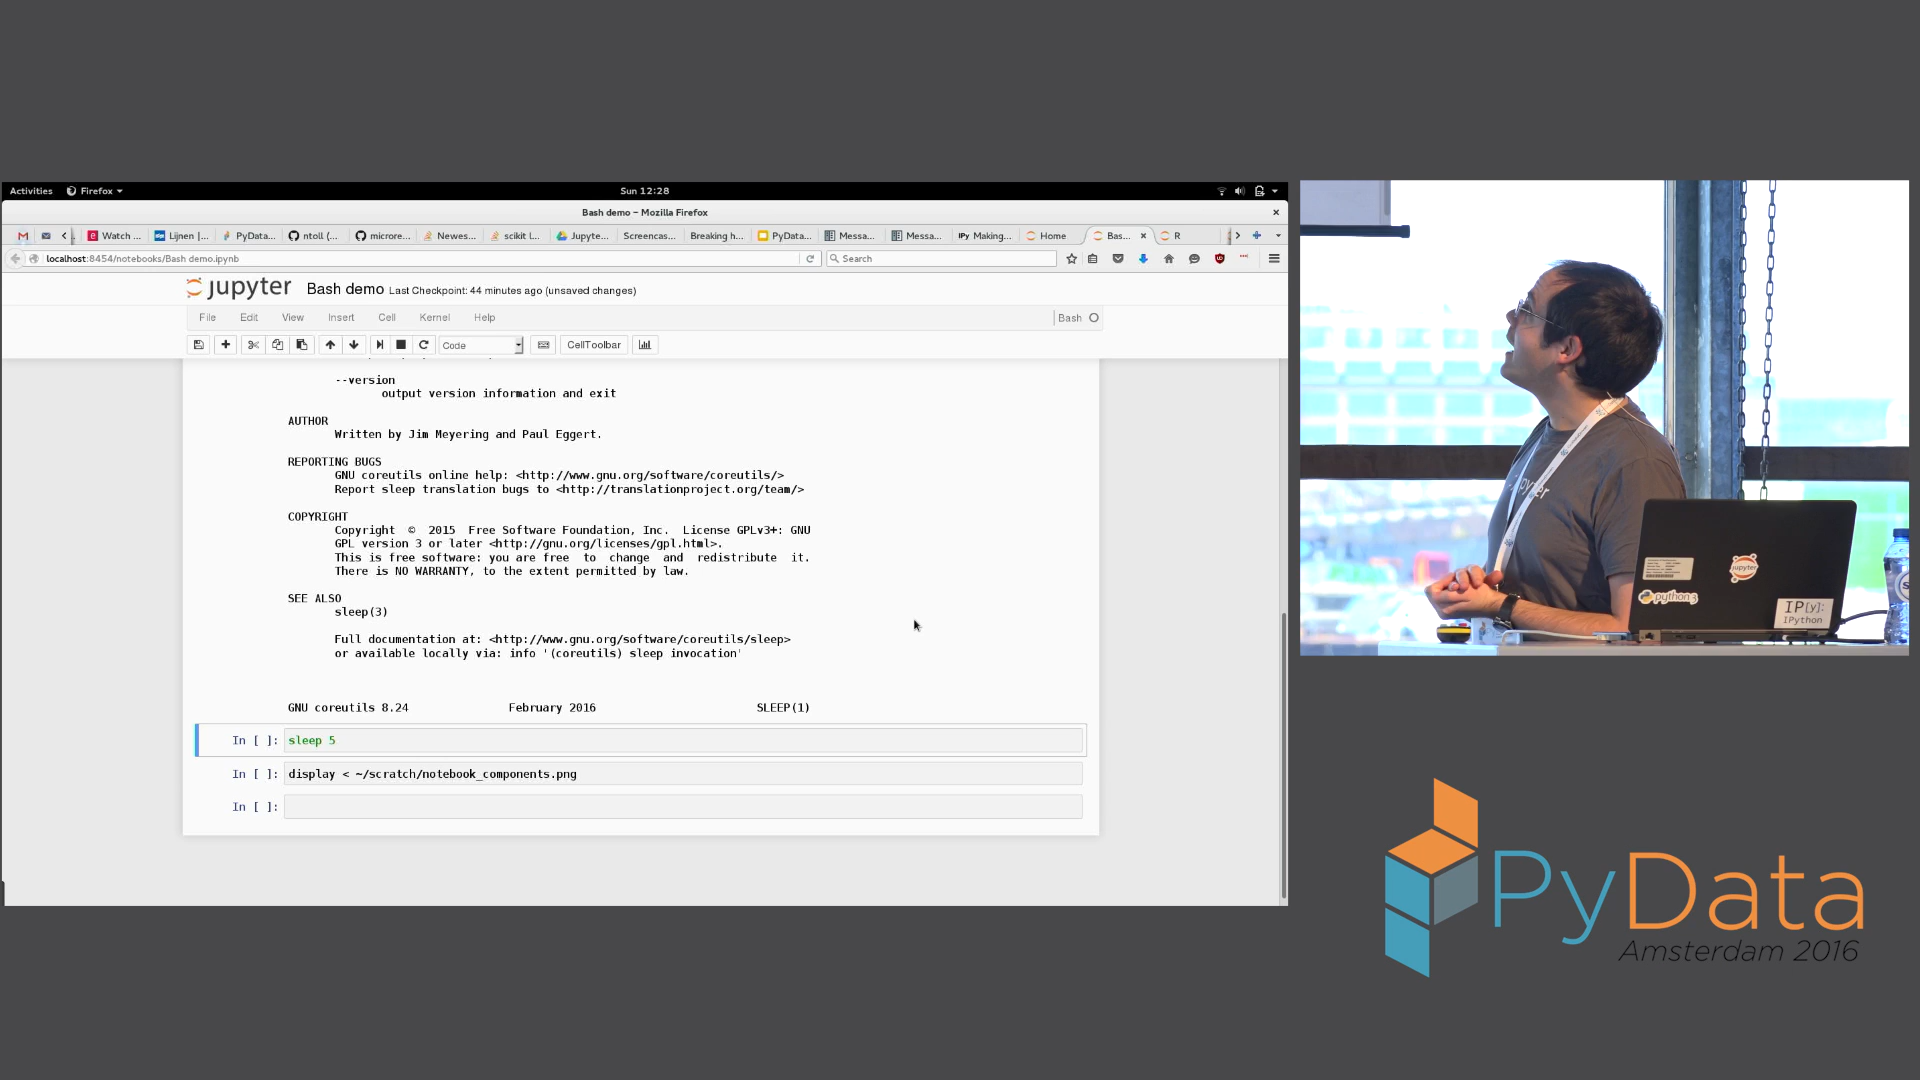 Activities Firefox Sun 12:28
Bash demo - Mozilla Firefox
Watch ... Lijnen |... PyData... ntoll (... microre... Newes... scikit l... Jupyte... Screencas... Breaking h... PyData... Messa... Messa... IPy Making... Home Bas... R
localhost:8454/notebooks/Bash demo.ipynb Search
jupyter Bash demo Last Checkpoint: 44 minutes ago (unsaved changes)
File Edit View Insert Cell Kernel Help Bash
Code CellToolbar
--version
output version information and exit
AUTHOR
Written by Jim Meyering and Paul Eggert.
REPORTING BUGS
GNU coreutils online help: <http://www.gnu.org/software/coreutils/>
Report sleep translation bugs to <http://translationproject.org/team/>
COPYRIGHT
Copyright © 2015 Free Software Foundation, Inc. License GPLv3+: GNU
GPL version 3 or later <http://gnu.org/licenses/gpl.html>.
This is free software: you are free to change and redistribute it.
There is NO WARRANTY, to the extent permitted by law.
SEE ALSO
sleep(3)
Full documentation at: <http://www.gnu.org/software/coreutils/sleep>
or available locally via: info '(coreutils) sleep invocation'
GNU coreutils 8.24 February 2016 SLEEP(1)
In [ ]: sleep 5
In [ ]: display < ~/scratch/notebook_components.png
In [ ]:
jupyter
python 3
IP[y]:
IPython
PyData
Amsterdam 2016